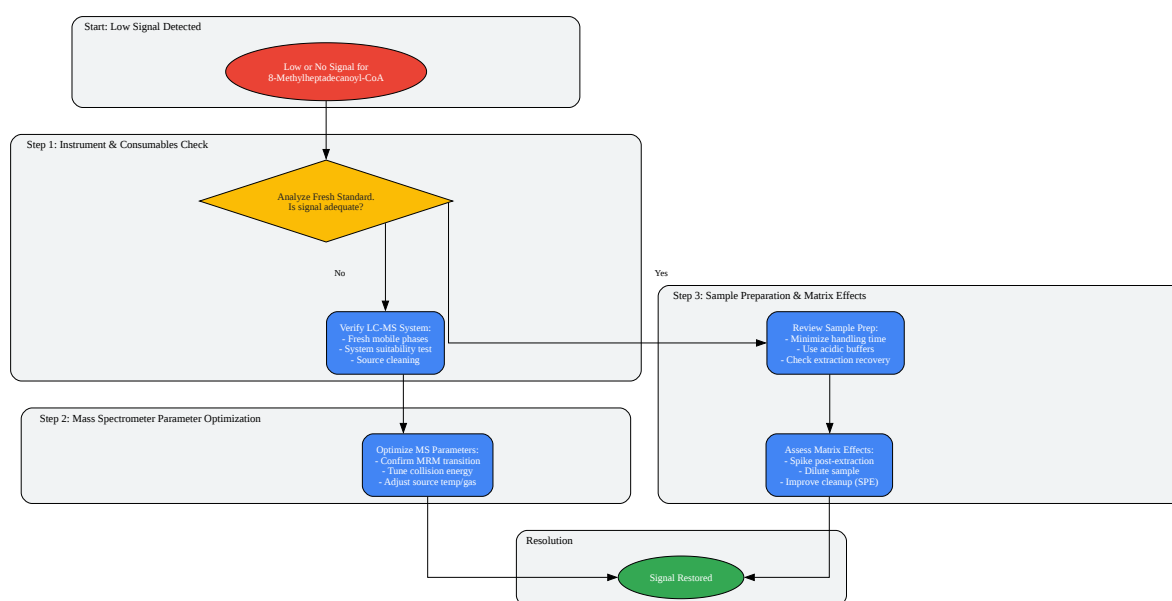 Start: Low Signal Detected
Low or No Signal for
8-Methylheptadecanoyl-CoA
Step 1: Instrument & Consumables Check
Analyze Fresh Standard.
Is signal adequate?
No
Yes
Verify LC-MS System:
- Fresh mobile phases
- System suitability test
- Source cleaning
Step 3: Sample Preparation & Matrix Effects
Review Sample Prep:
- Minimize handling time
- Use acidic buffers
- Check extraction recovery
Step 2: Mass Spectrometer Parameter Optimization
Optimize MS Parameters:
- Confirm MRM transition
- Tune collision energy
- Adjust source temp/gas
Assess Matrix Effects:
- Spike post-extraction
- Dilute sample
- Improve cleanup (SPE)
Resolution
Signal Restored